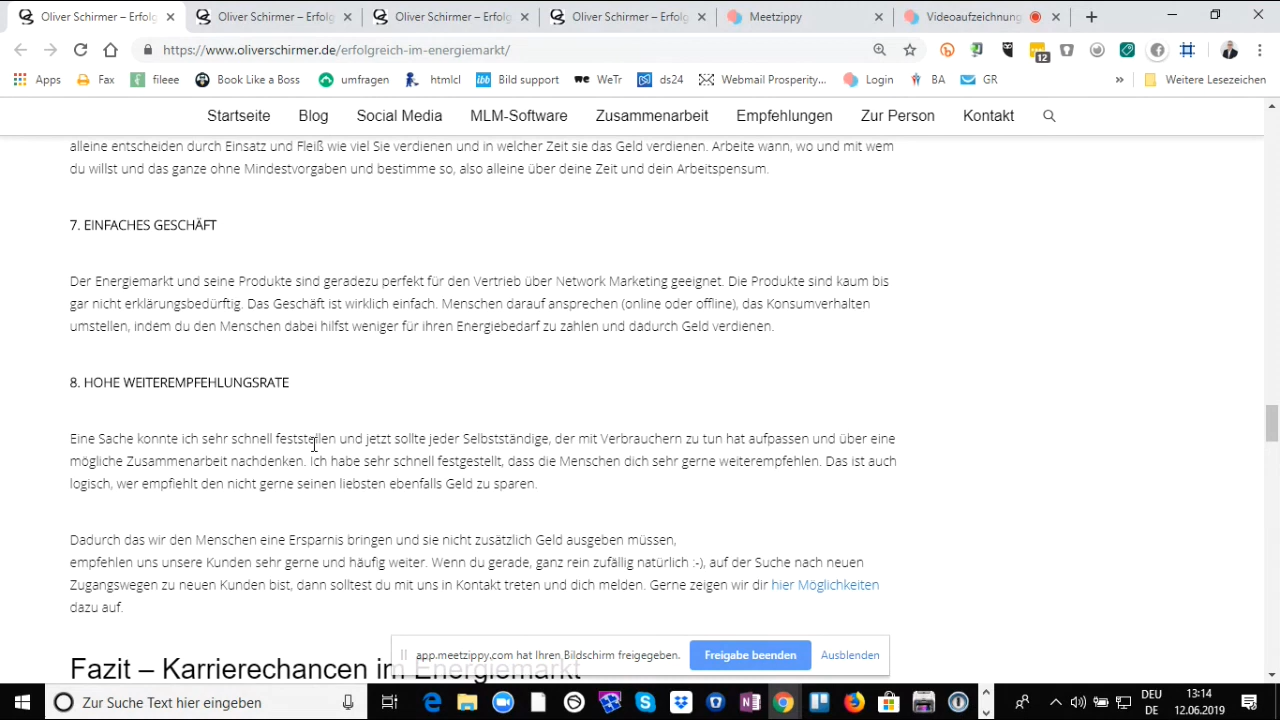 Oliver Schirmer – Erfolg
Oliver Schirmer – Erfolg
Oliver Schirmer – Erfolg
Oliver Schirmer – Erfolg
Meetzippy
Videoaufzeichnung
https://www.oliverschirmer.de/erfolgreich-im-energiemarkt/
12
Apps
Fax
fileee
Book Like a Boss
umfragen
htmlcl
Bild support
WeTr
ds24
Webmail Prosperity...
Login
BA
GR
»
Weitere Lesezeichen
Startseite
Blog
Social Media
MLM-Software
Zusammenarbeit
Empfehlungen
Zur Person
Kontakt
alleine entscheiden durch Einsatz und Fleiß wie viel Sie verdienen und in welcher Zeit sie das Geld verdienen. Arbeite wann, wo und mit wem
du willst und das ganze ohne Mindestvorgaben und bestimme so, also alleine über deine Zeit und dein Arbeitspensum.
7. EINFACHES GESCHÄFT
Der Energiemarkt und seine Produkte sind geradezu perfekt für den Vertrieb über Network Marketing geeignet. Die Produkte sind kaum bis
gar nicht erklärungsbedürftig. Das Geschäft ist wirklich einfach. Menschen darauf ansprechen (online oder offline), das Konsumverhalten
umstellen, indem du den Menschen dabei hilfst weniger für ihren Energiebedarf zu zahlen und dadurch Geld verdienen.
8. HOHE WEITEREMPFEHLUNGSRATE
Eine Sache konnte ich sehr schnell feststellen und jetzt sollte jeder Selbstständige, der mit Verbrauchern zu tun hat aufpassen und über eine
mögliche Zusammenarbeit nachdenken. Ich habe sehr schnell festgestellt, dass die Menschen dich sehr gerne weiterempfehlen. Das ist auch
logisch, wer empfiehlt den nicht gerne seinen liebsten ebenfalls Geld zu sparen.
Dadurch das wir den Menschen eine Ersparnis bringen und sie nicht zusätzlich Geld ausgeben müssen,
empfehlen uns unsere Kunden sehr gerne und häufig weiter. Wenn du gerade, ganz rein zufällig natürlich :-), auf der Suche nach neuen
Zugangswegen zu neuen Kunden bist, dann solltest du mit uns in Kontakt treten und dich melden. Gerne zeigen wir dir hier Möglichkeiten
dazu auf.
app.meetzippy.com hat Ihren Bildschirm freigegeben.
Freigabe beenden
Ausblenden
Fazit – Karrierechancen im Energiemarkt
Zur Suche Text hier eingeben
DEU
DE
13:14
12.06.2019